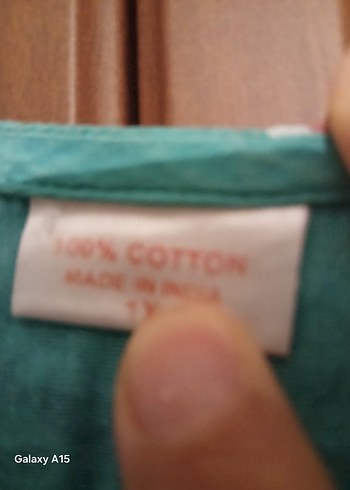 100% COTTON
MADE IN INDIA
Galaxy A15